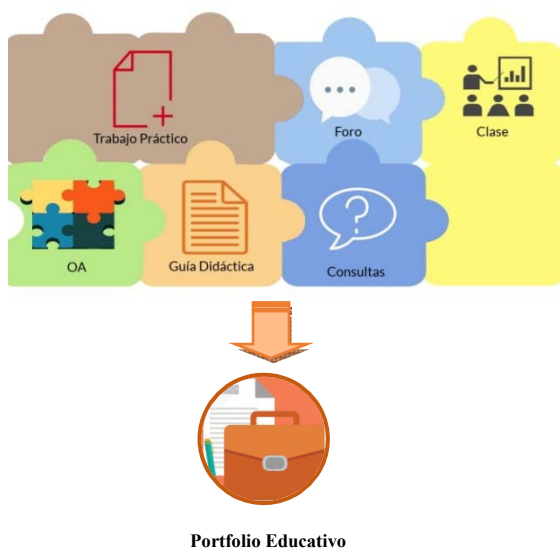 Trabajo Práctico
Foro
Clase
OA
Guía Didáctica
Consultas
Portfolio Educativo